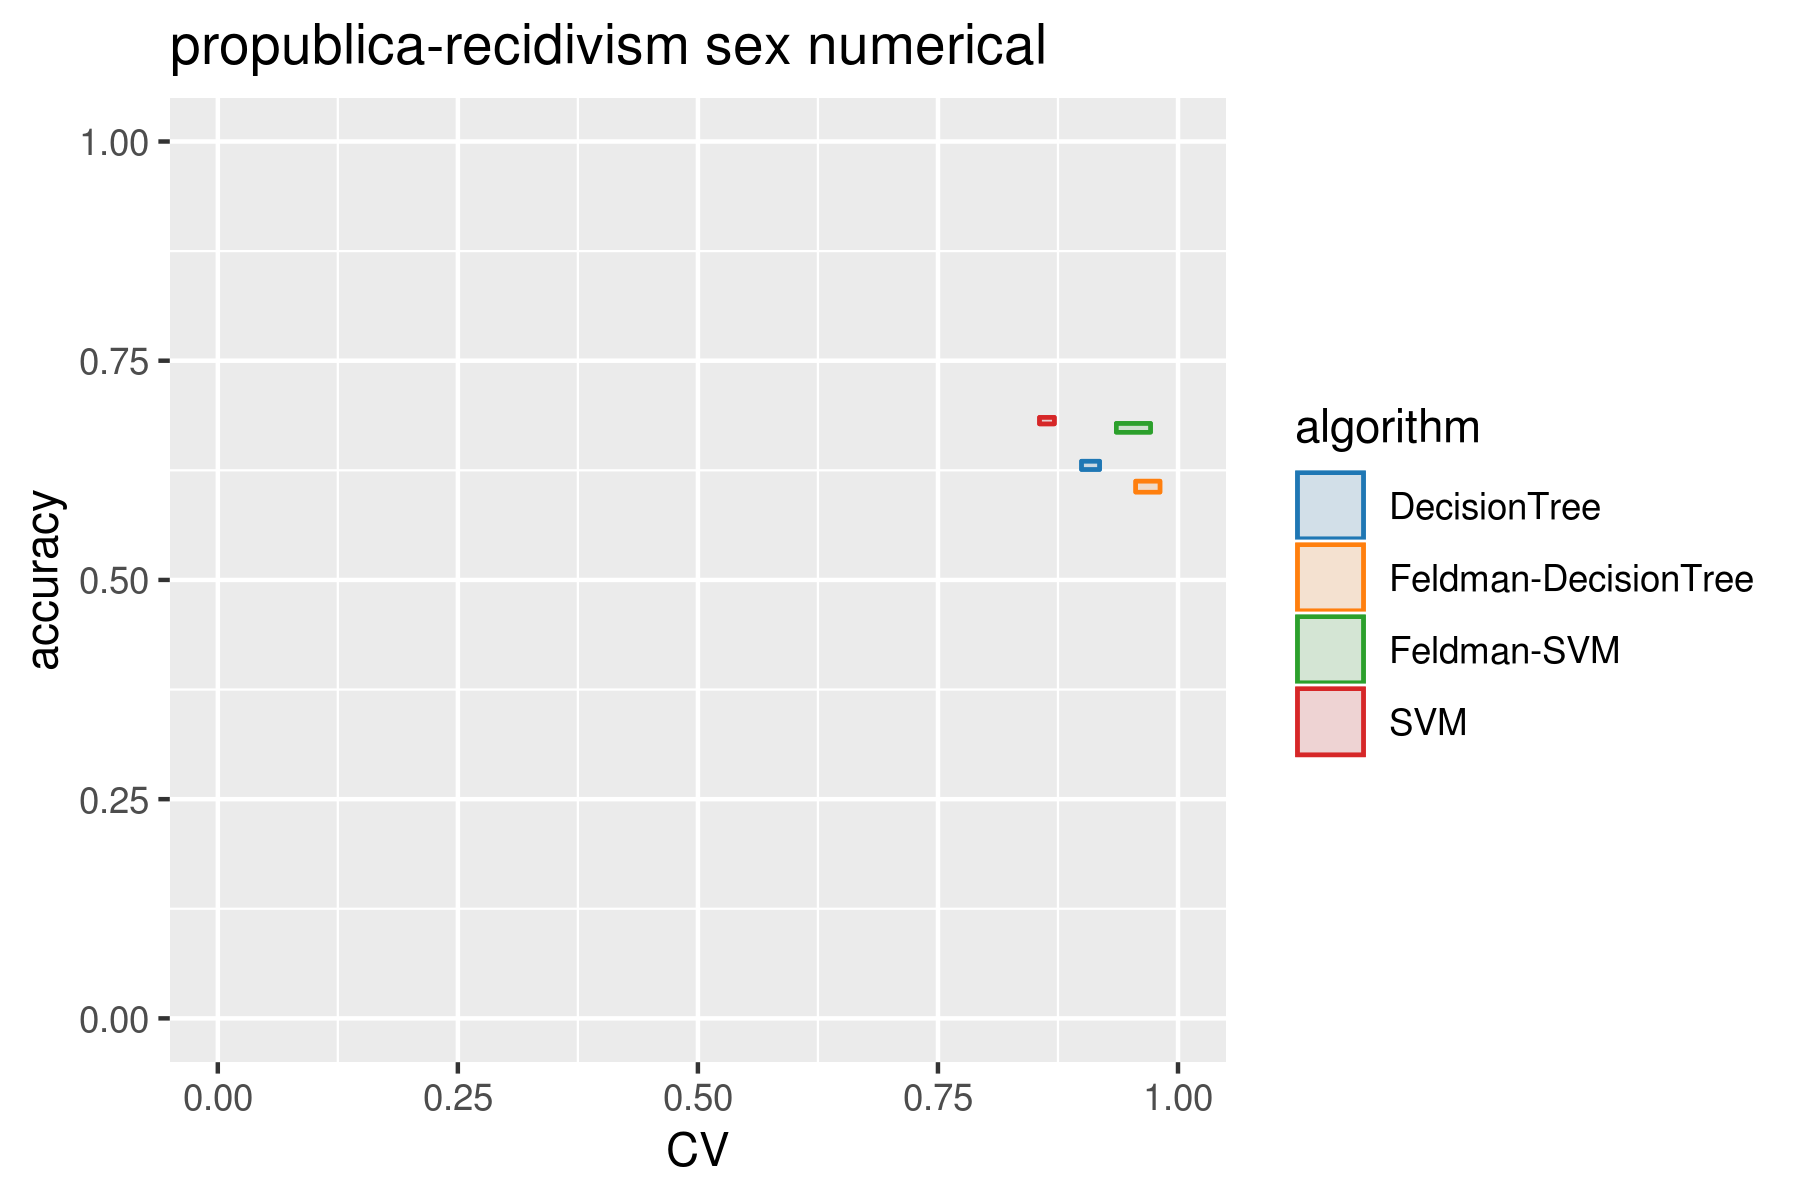 propublica-recidivism sex numerical
1.00
0.75
0.50
0.25
0.00
accuracy
0.00 0.25 0.50 0.75 1.00
CV
algorithm
DecisionTree
Feldman-DecisionTree
Feldman-SVM
SVM